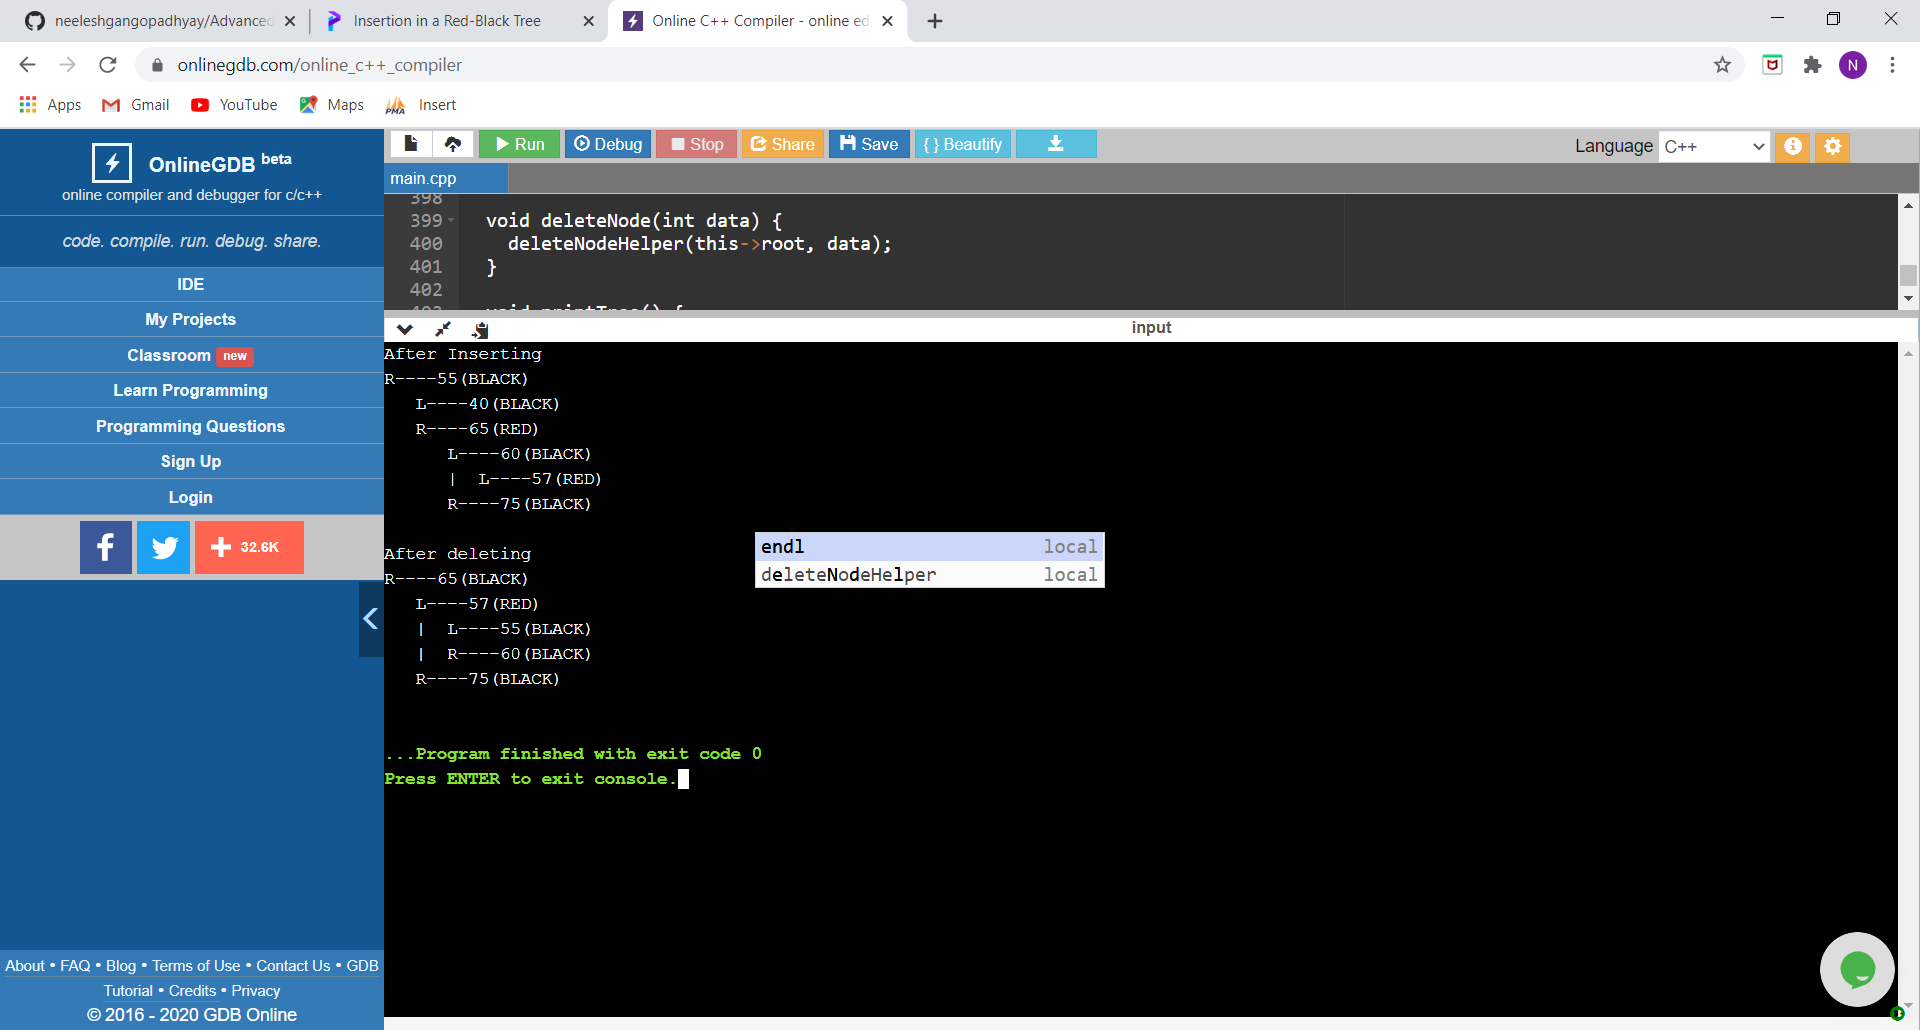 neeleshgangopadhyay/Advanced
Insertion in a Red-Black Tree
Online C++ Compiler - online ed
onlinegdb.com/online_c++_compiler
N
Apps
Gmail
YouTube
Maps
PMA
Insert
OnlineGDB beta
online compiler and debugger for c/c++
code. compile. run. debug. share.
IDE
My Projects
Classroom new
Learn Programming
Programming Questions
Sign Up
Login
32.6K
About • FAQ • Blog • Terms of Use • Contact Us • GDB
Tutorial • Credits • Privacy
© 2016 - 2020 GDB Online
Run
Debug
Stop
Share
Save
{ } Beautify
Language C++
main.cpp
398
399 void deleteNode(int data) {
400 deleteNodeHelper(this->root, data);
401 }
402
403 void printTree() {
input
After Inserting
R----55(BLACK)
L----40(BLACK)
R----65(RED)
L----60(BLACK)
| L----57(RED)
R----75(BLACK)
After deleting
R----65(BLACK)
L----57(RED)
| L----55(BLACK)
| R----60(BLACK)
R----75(BLACK)
endl local
deleteNodeHelper local
...Program finished with exit code 0
Press ENTER to exit console.